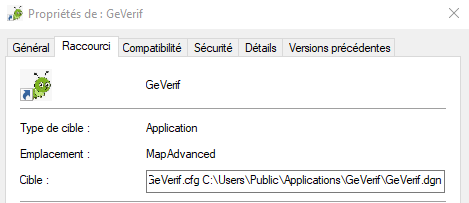 Propriétés de : GeVerif
Général Raccourci Compatibilité Sécurité Détails Versions précédentes
GeVerif
Type de cible : Application
Emplacement : MapAdvanced
Cible : GeVerif.cfg C:\Users\Public\Applications\GeVerif\GeVerif.dgn